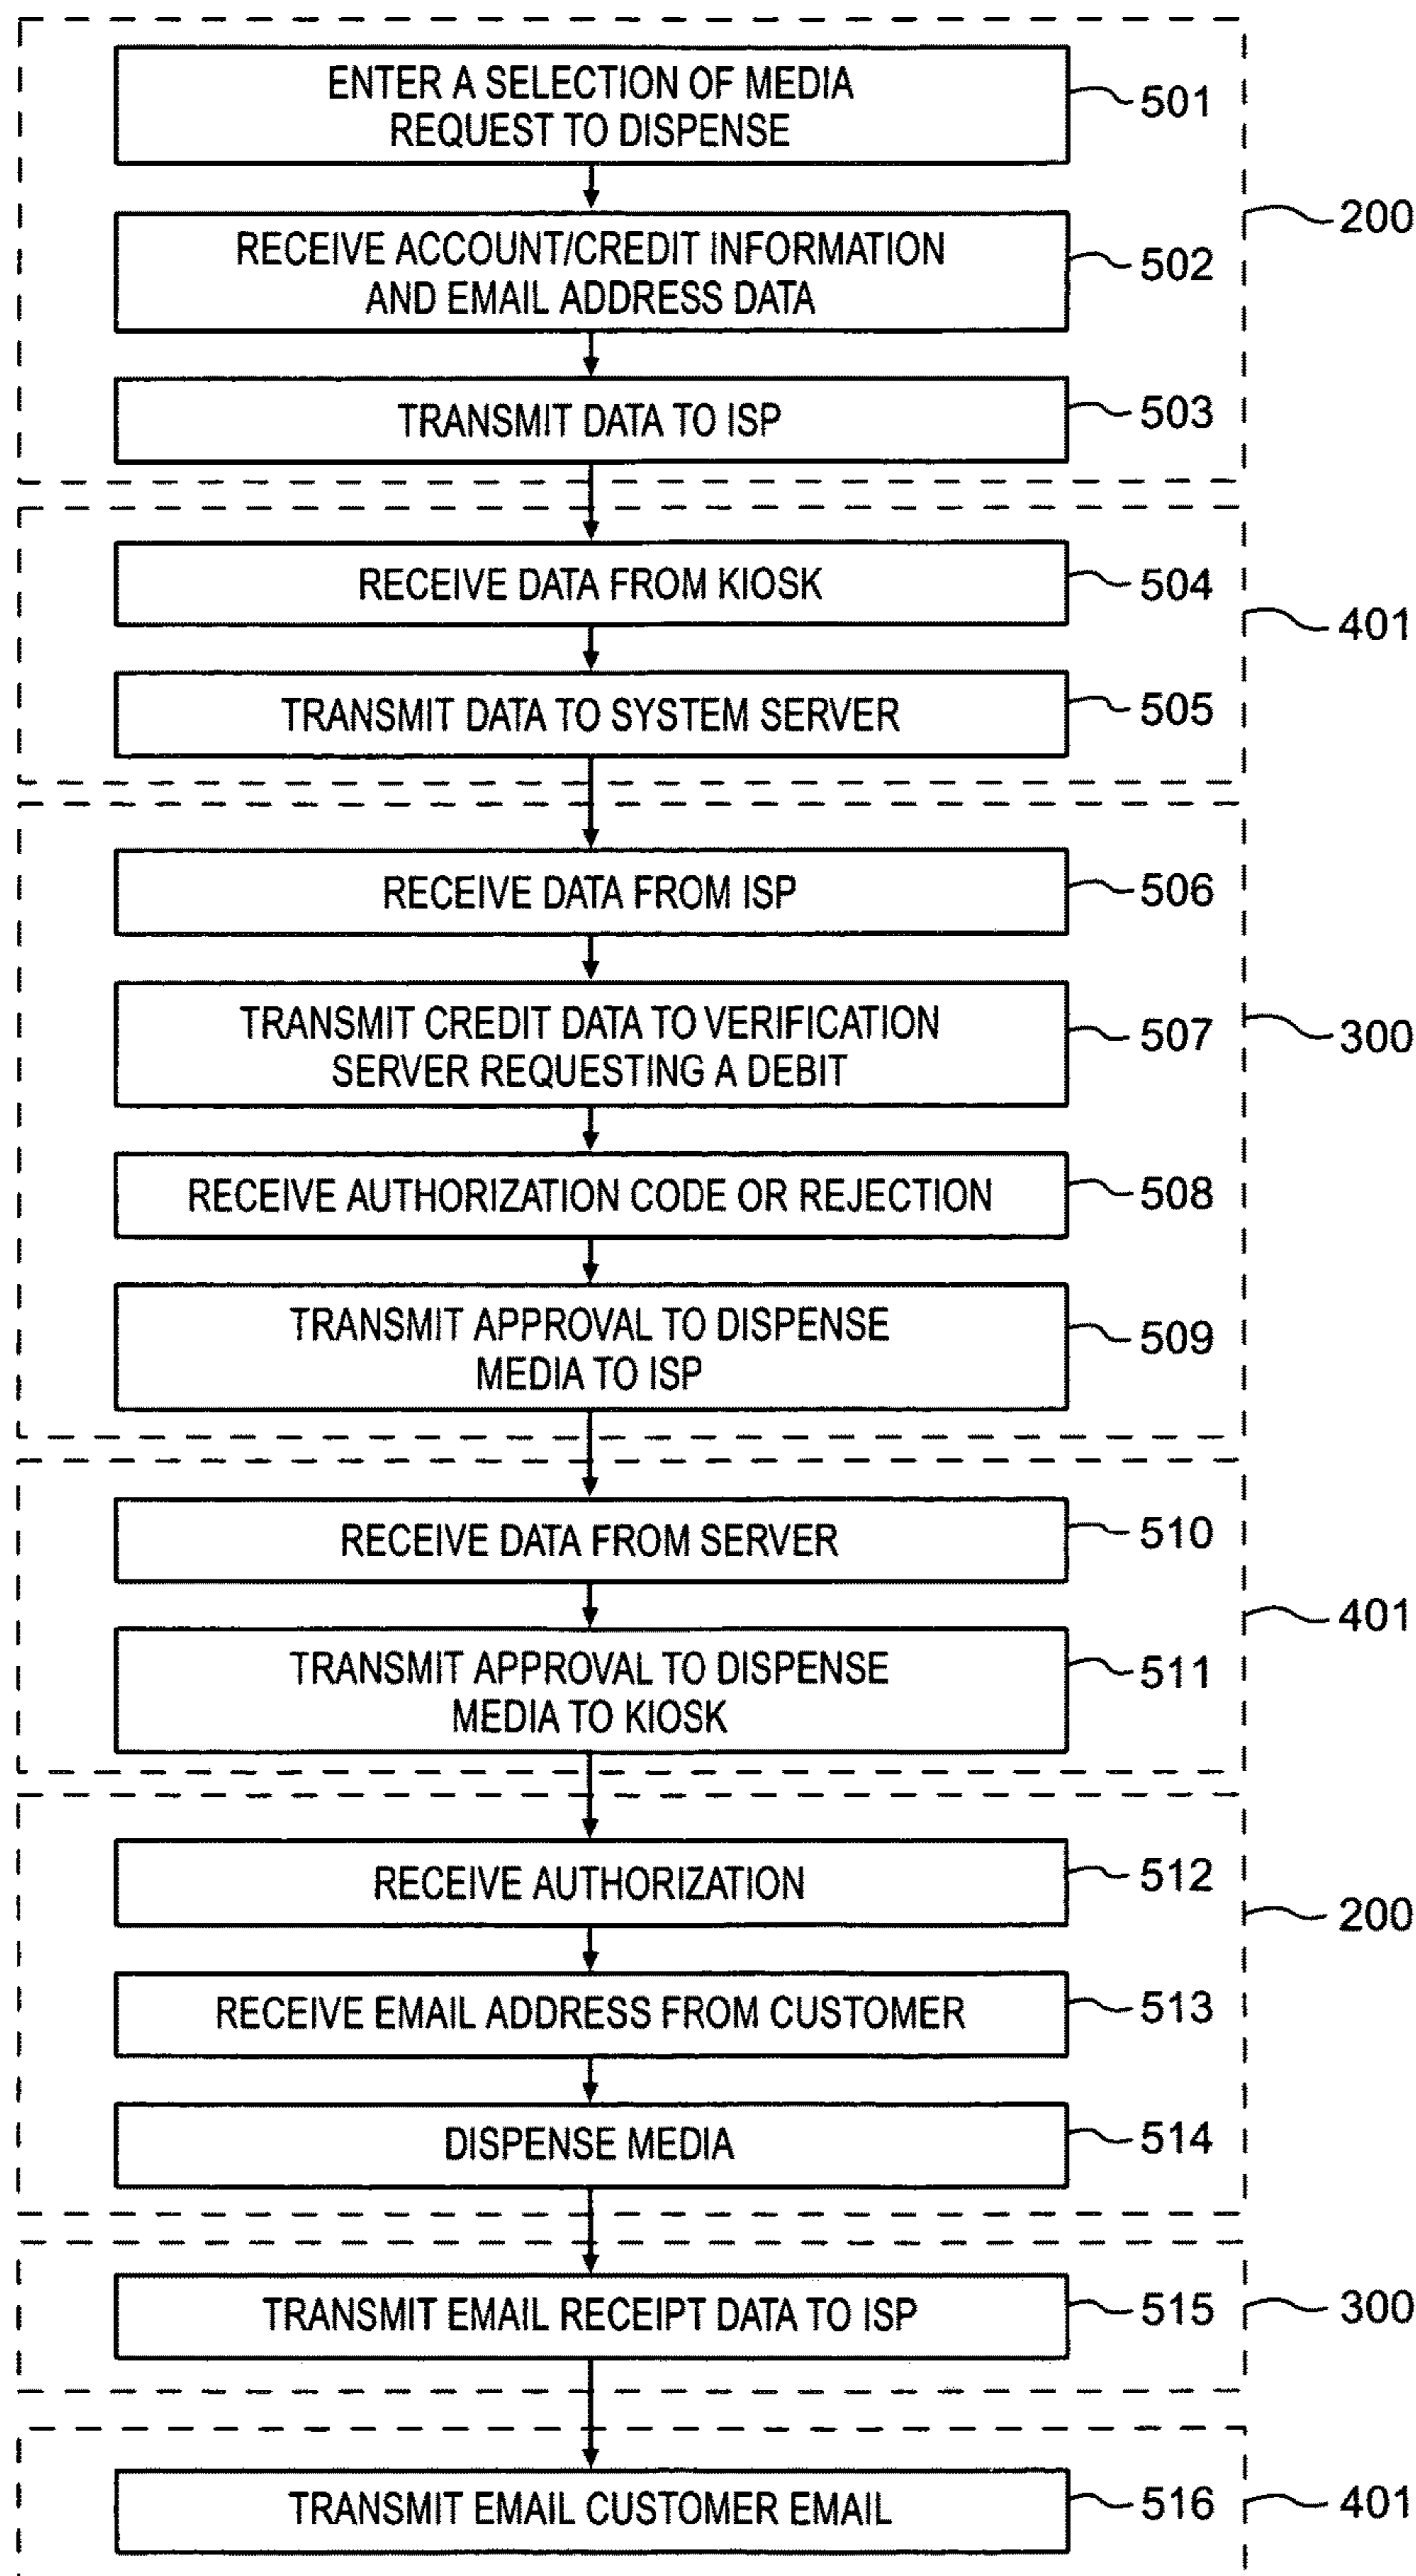 ENTER A SELECTION OF MEDIA
REQUEST TO DISPENSE
501
200
RECEIVE ACCOUNT/CREDIT INFORMATION
AND EMAIL ADDRESS DATA
502
TRANSMIT DATA TO ISP
503
RECEIVE DATA FROM KIOSK
504
401
TRANSMIT DATA TO SYSTEM SERVER
505
RECEIVE DATA FROM ISP
506
TRANSMIT CREDIT DATA TO VERIFICATION
SERVER REQUESTING A DEBIT
507
300
RECEIVE AUTHORIZATION CODE OR REJECTION
508
TRANSMIT APPROVAL TO DISPENSE
MEDIA TO ISP
509
RECEIVE DATA FROM SERVER
510
401
TRANSMIT APPROVAL TO DISPENSE
MEDIA TO KIOSK
511
RECEIVE AUTHORIZATION
512
200
RECEIVE EMAIL ADDRESS FROM CUSTOMER
513
DISPENSE MEDIA
514
TRANSMIT EMAIL RECEIPT DATA TO ISP
515
300
TRANSMIT EMAIL CUSTOMER EMAIL
516
401